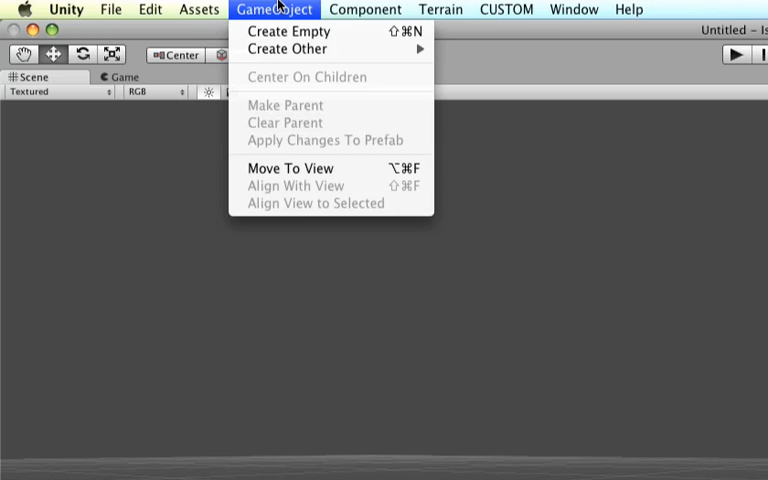 Unity File Edit Assets GameObject Component Terrain CUSTOM Window Help
Untitled – Is
Center
Scene Game
Textured RGB
Create Empty ⇧⌘N
Create Other ▶
Center On Children
Make Parent
Clear Parent
Apply Changes To Prefab
Move To View ⌥⌘F
Align With View ⇧⌘F
Align View to Selected